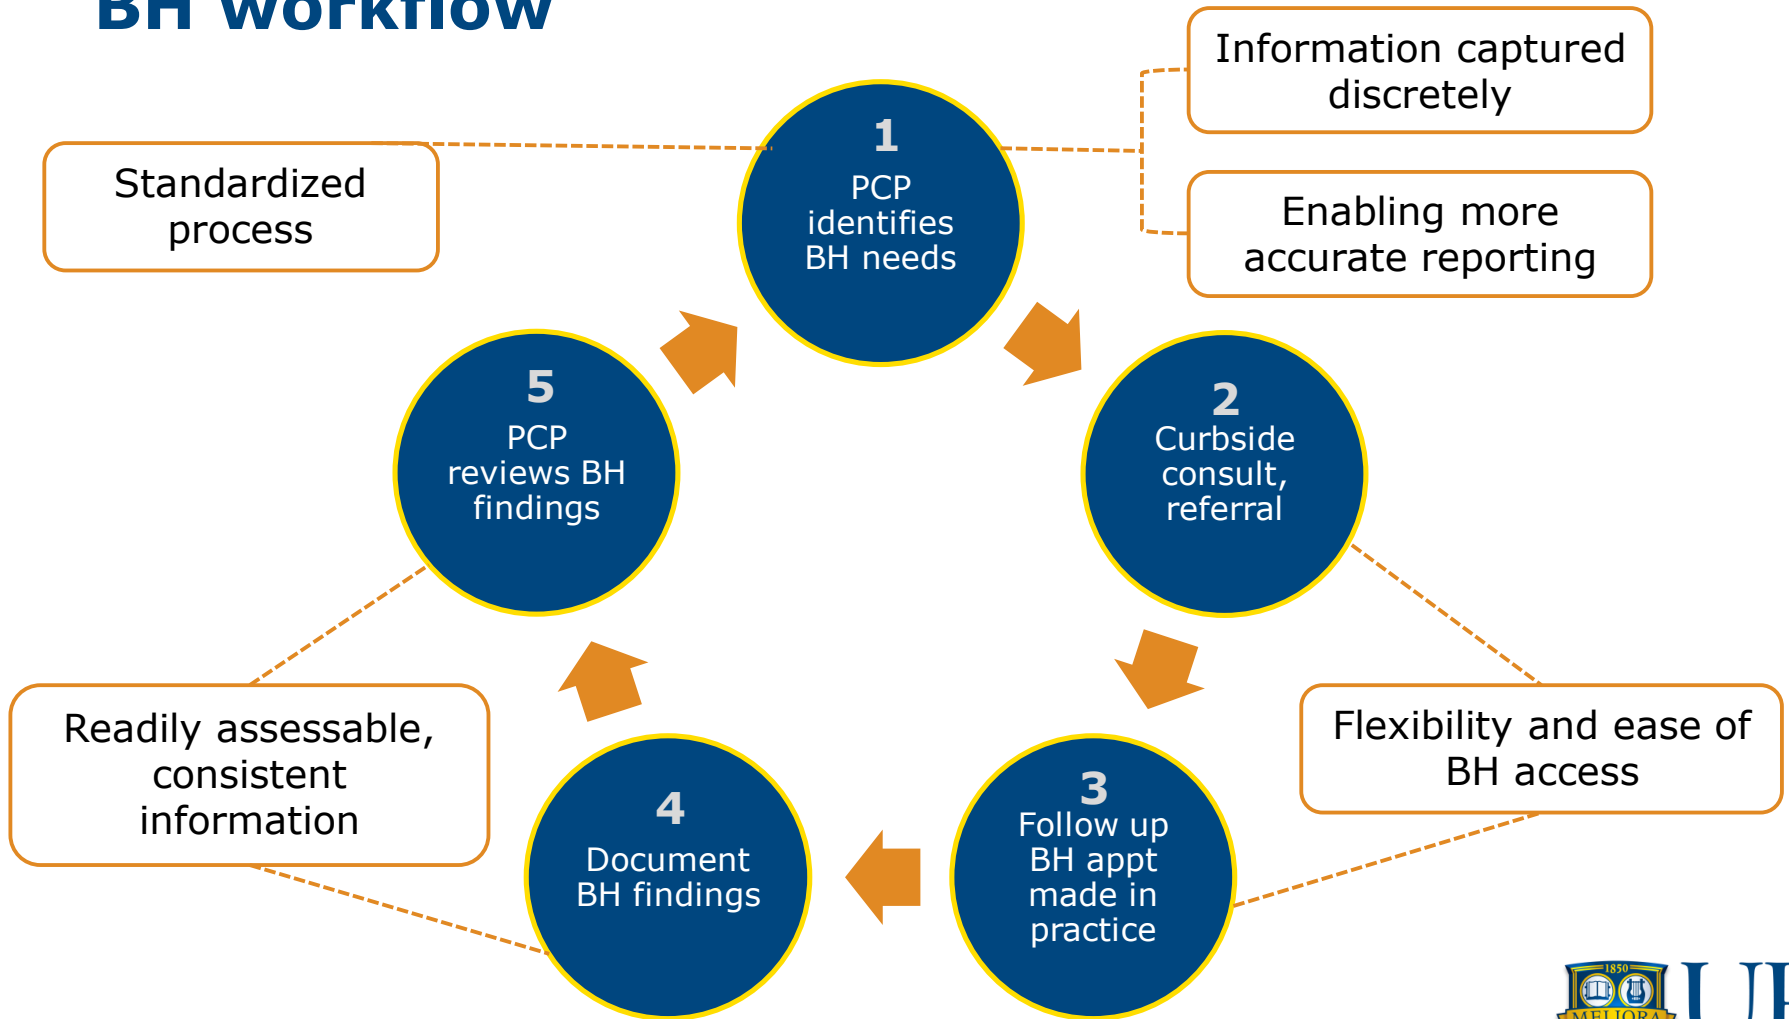 BH workflow
Information captured
discretely
Enabling more
accurate reporting
Standardized
process
1
PCP
identifies
BH needs
2
Curbside
consult,
referral
Flexibility and ease of
BH access
3
Follow up
BH appt
made in
practice
4
Document
BH findings
Readily assessable,
consistent
information
5
PCP
reviews BH
findings
1850
MELIORA